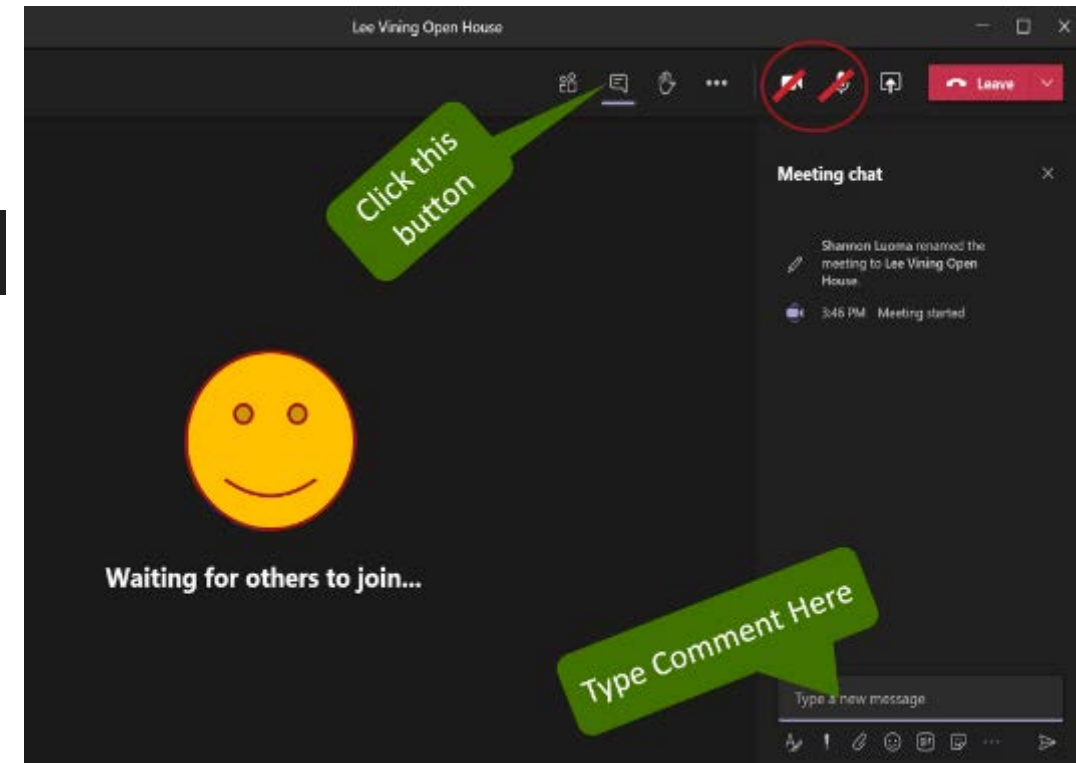 Lee Vining Open House
Leave
Click this
button
Meeting chat
Shannon Luoma renamed the
meeting to Lee Vining Open
House.
3:46 PM Meeting started
Waiting for others to join...
Type Comment Here
Type a new message